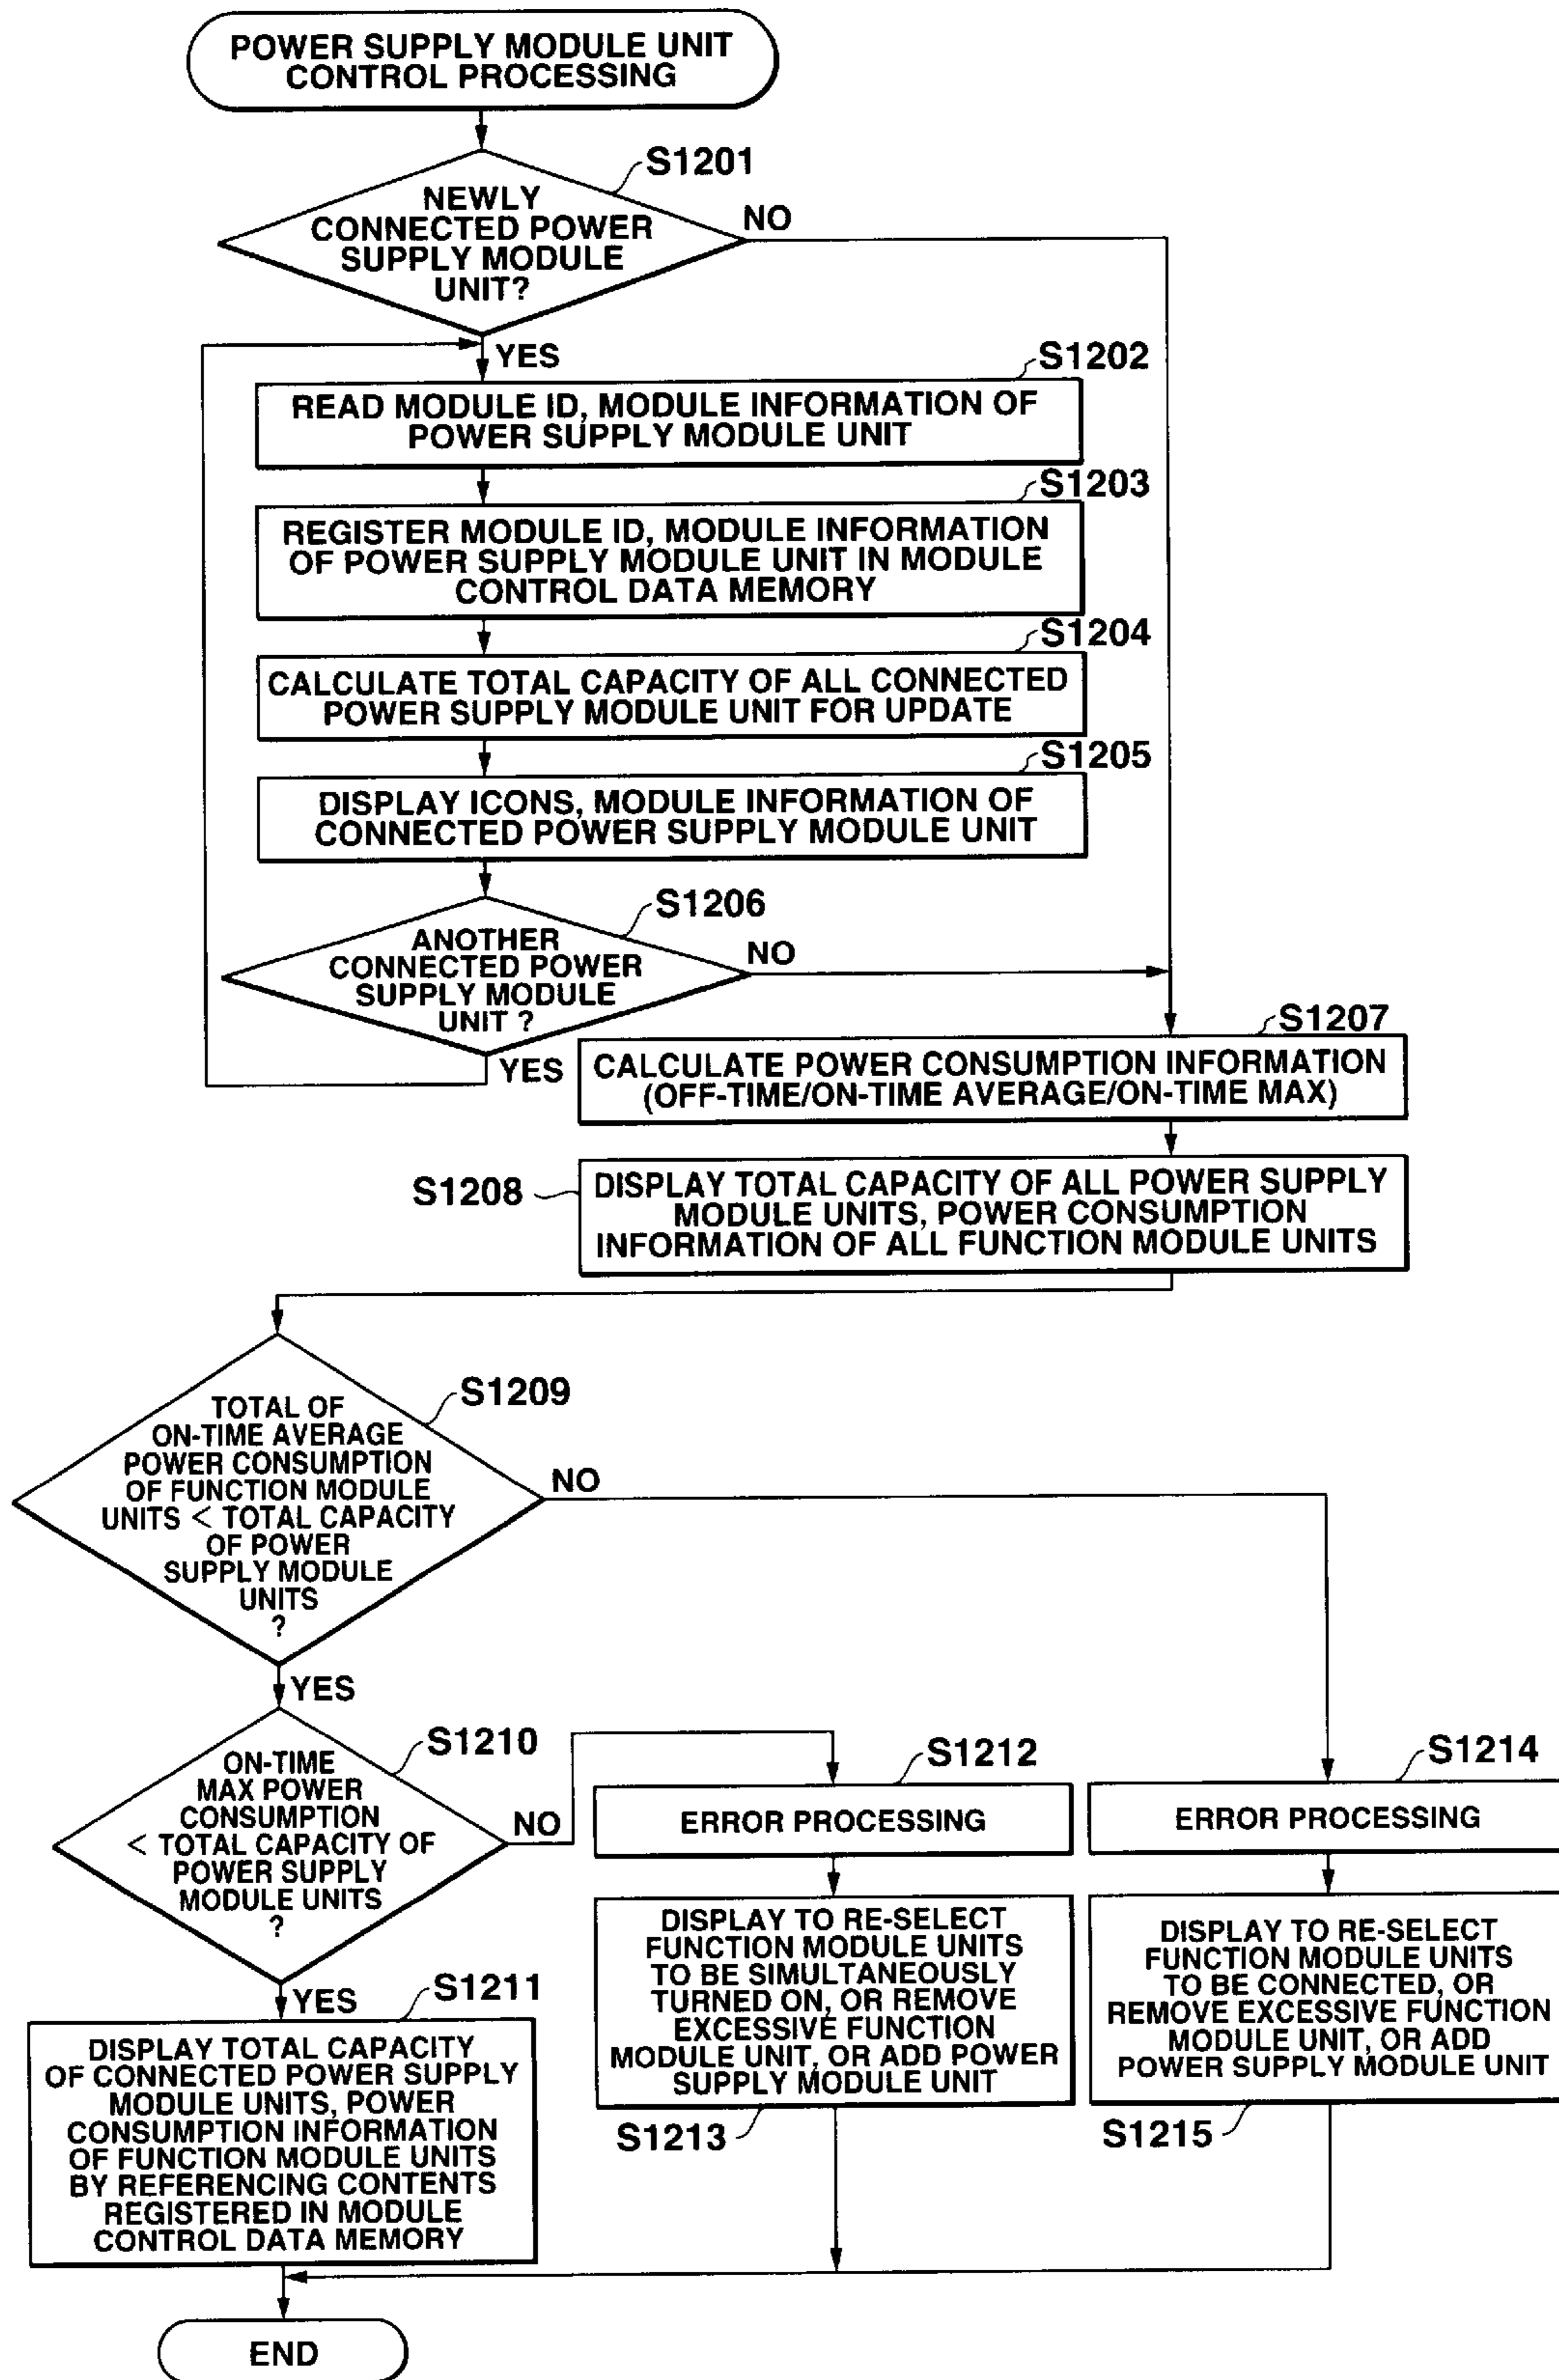 POWER SUPPLY MODULE UNIT
CONTROL PROCESSING
S1201
NEWLY
CONNECTED POWER
SUPPLY MODULE
UNIT?
NO
YES
S1202
READ MODULE ID, MODULE INFORMATION OF
POWER SUPPLY MODULE UNIT
S1203
REGISTER MODULE ID, MODULE INFORMATION
OF POWER SUPPLY MODULE UNIT IN MODULE
CONTROL DATA MEMORY
S1204
CALCULATE TOTAL CAPACITY OF ALL CONNECTED
POWER SUPPLY MODULE UNIT FOR UPDATE
S1205
DISPLAY ICONS, MODULE INFORMATION OF
CONNECTED POWER SUPPLY MODULE UNIT
S1206
ANOTHER
CONNECTED POWER
SUPPLY MODULE
UNIT ?
NO
YES
S1207
CALCULATE POWER CONSUMPTION INFORMATION
(OFF-TIME/ON-TIME AVERAGE/ON-TIME MAX)
S1208
DISPLAY TOTAL CAPACITY OF ALL POWER SUPPLY
MODULE UNITS, POWER CONSUMPTION
INFORMATION OF ALL FUNCTION MODULE UNITS
S1209
TOTAL OF
ON-TIME AVERAGE
POWER CONSUMPTION
OF FUNCTION MODULE
UNITS < TOTAL CAPACITY
OF POWER
SUPPLY MODULE
UNITS
?
NO
YES
S1210
ON-TIME
MAX POWER
CONSUMPTION
< TOTAL CAPACITY OF
POWER SUPPLY
MODULE UNITS
?
NO
YES
S1211
DISPLAY TOTAL CAPACITY
OF CONNECTED POWER SUPPLY
MODULE UNITS, POWER
CONSUMPTION INFORMATION
OF FUNCTION MODULE UNITS
BY REFERENCING CONTENTS
REGISTERED IN MODULE
CONTROL DATA MEMORY
S1212
ERROR PROCESSING
DISPLAY TO RE-SELECT
FUNCTION MODULE UNITS
TO BE SIMULTANEOUSLY
TURNED ON, OR REMOVE
EXCESSIVE FUNCTION
MODULE UNIT, OR ADD POWER
SUPPLY MODULE UNIT
S1213
S1214
ERROR PROCESSING
DISPLAY TO RE-SELECT
FUNCTION MODULE UNITS
TO BE CONNECTED, OR
REMOVE EXCESSIVE FUNCTION
MODULE UNIT, OR ADD
POWER SUPPLY MODULE UNIT
S1215
END